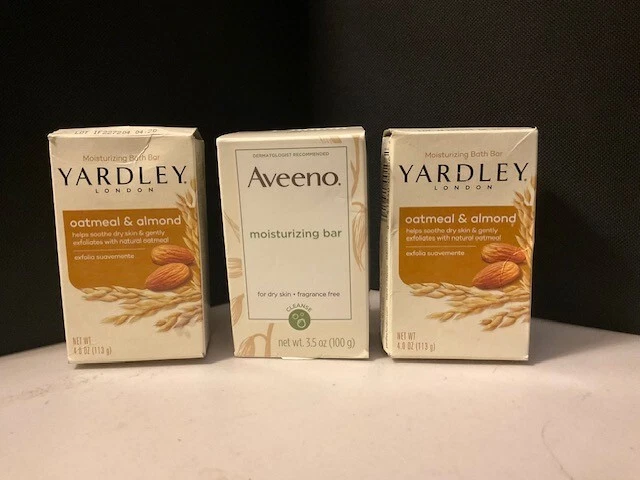 Moisturizing Bath Bar
YARDLEY
LONDON
oatmeal & almond
helps soothe dry skin & gently
exfoliates with natural oatmeal
exfolia suavemente
NET WT
4.0 OZ (113 g)
DERMATOLOGIST RECOMMENDED
Aveeno.
moisturizing bar
for dry skin • fragrance free
CLEANSE
net wt. 3.5 oz (100 g)
Moisturizing Bath Bar
YARDLEY
LONDON
oatmeal & almond
helps soothe dry skin & gently
exfoliates with natural oatmeal
exfolia suavemente
NET WT
4.0 OZ (113 g)